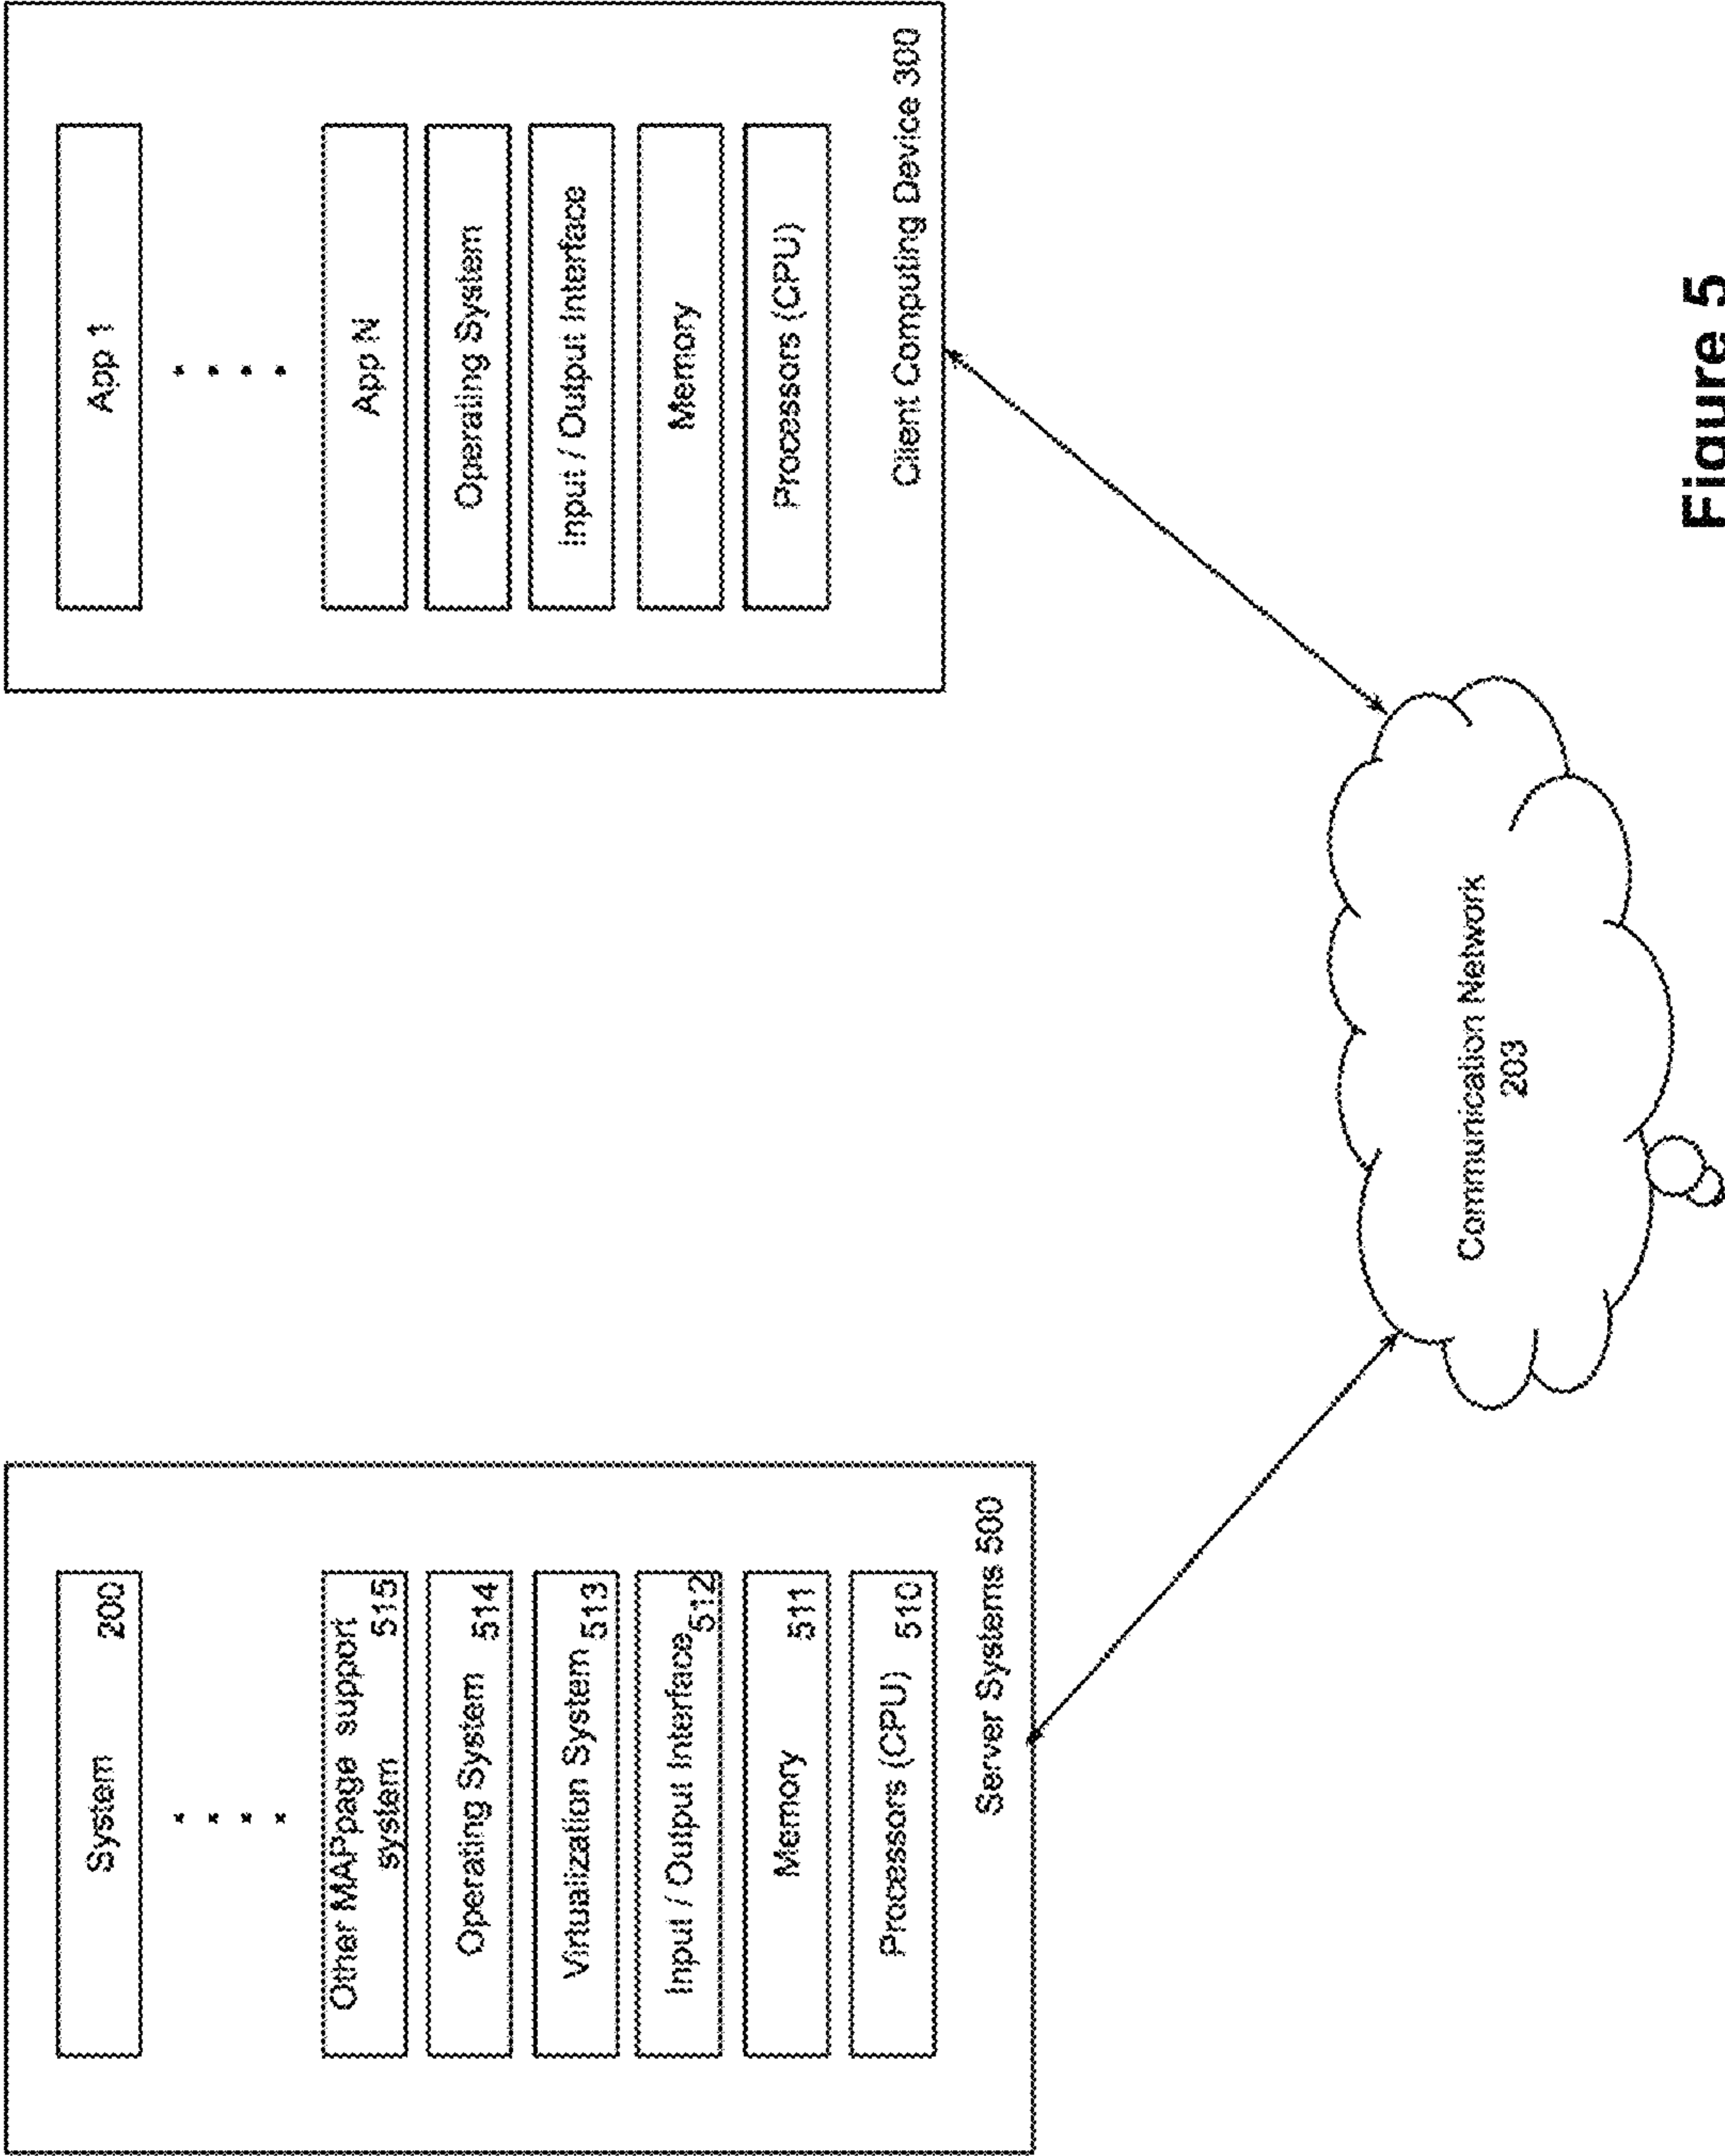 System 200
Other MAPpage support
system 515
Operating System 514
Virtualization System 513
Input / Output Interface 512
Memory 511
Processors (CPU) 510
Server Systems 500
App 1
App N
Operating System
Input / Output Interface
Memory
Processors (CPU)
Client Computing Device 300
Communication Network
203
Figure 5